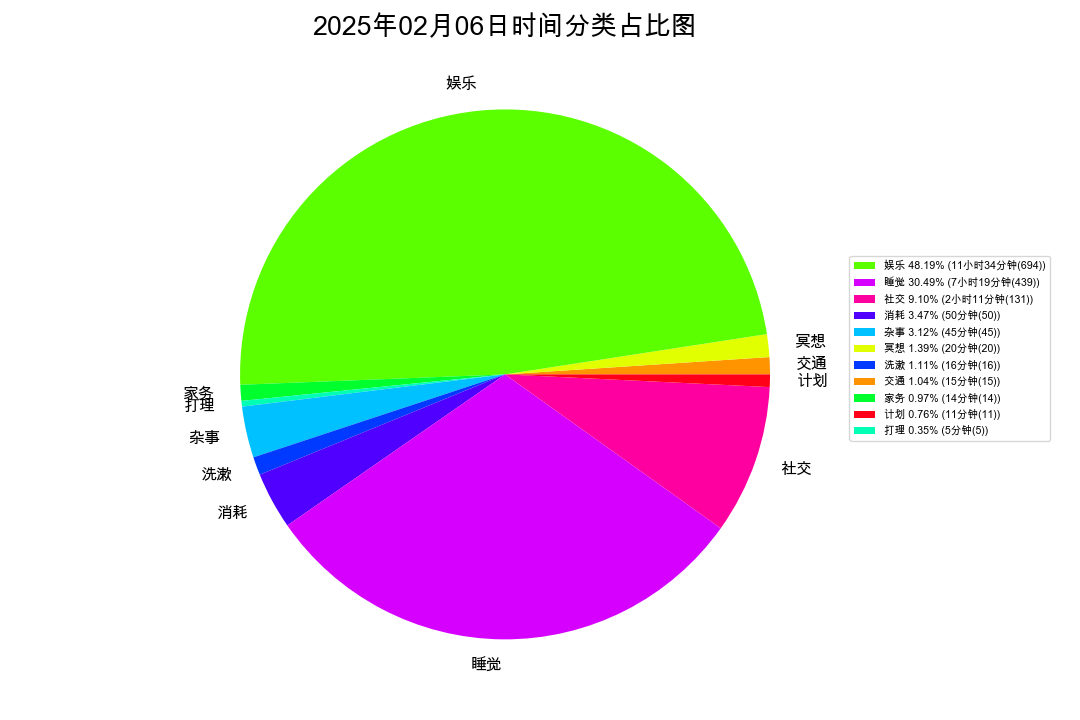 2025年02月06日时间分类占比图
娱乐
冥想
交通
计划
家务
打理
杂事
洗漱
消耗
社交
睡觉
娱乐 48.19% (11小时34分钟(694))
睡觉 30.49% (7小时19分钟(439))
社交 9.10% (2小时11分钟(131))
消耗 3.47% (50分钟(50))
杂事 3.12% (45分钟(45))
冥想 1.39% (20分钟(20))
洗漱 1.11% (16分钟(16))
交通 1.04% (15分钟(15))
家务 0.97% (14分钟(14))
计划 0.76% (11分钟(11))
打理 0.35% (5分钟(5))